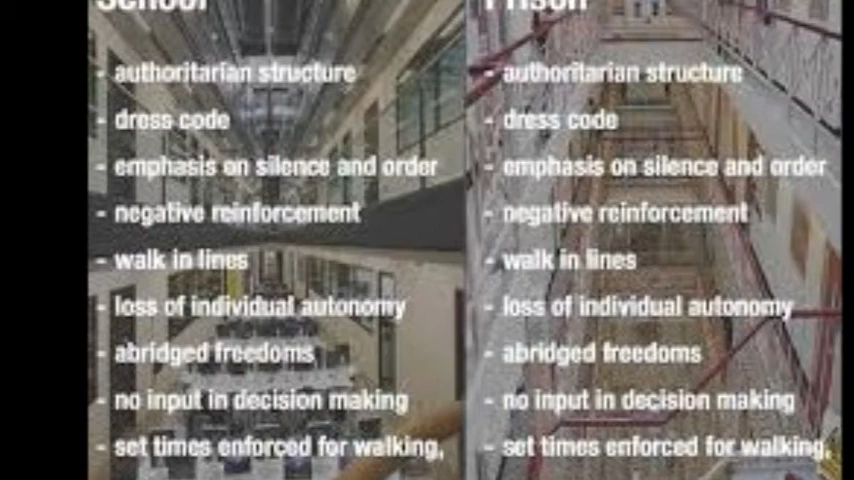 School
- authoritarian structure
- dress code
- emphasis on silence and order
- negative reinforcement
- walk in lines
- loss of individual autonomy
- abridged freedoms
- no input in decision making
- set times enforced for walking,
Prison
- authoritarian structure
- dress code
- emphasis on silence and order
- negative reinforcement
- walk in lines
- loss of individual autonomy
- abridged freedoms
- no input in decision making
- set times enforced for walking,